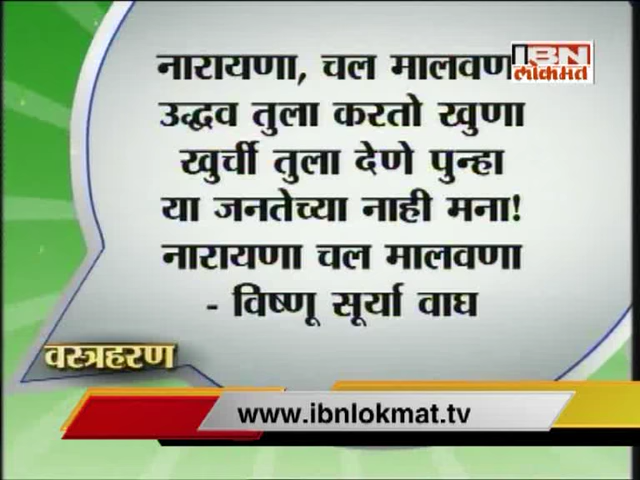 IBN
लोकमत
नारायणा, चल मालवण
उद्धव तुला करतो खुणा
खुर्ची तुला देणे पुन्हा
या जनतेच्या नाही मना!
नारायणा चल मालवणा
- विष्णू सूर्या वाघ
वस्त्रहरण
www.ibnlokmat.tv